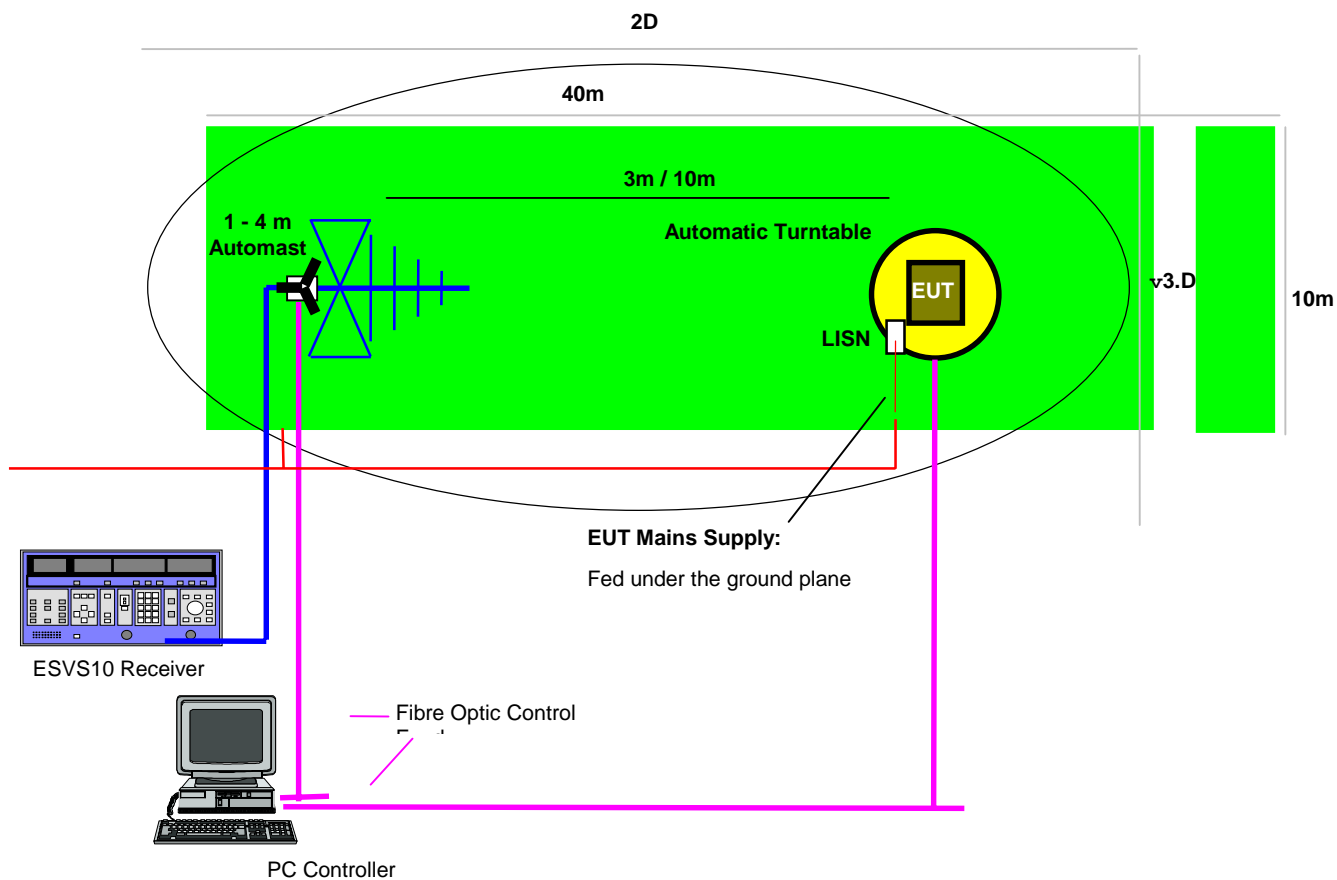 2D
40m
3m / 10m
1 - 4 m
Automast
Automatic Turntable
EUT
LISN
v3.D
10m
EUT Mains Supply:
Fed under the ground plane
ESVS10 Receiver
Fibre Optic Control
PC Controller